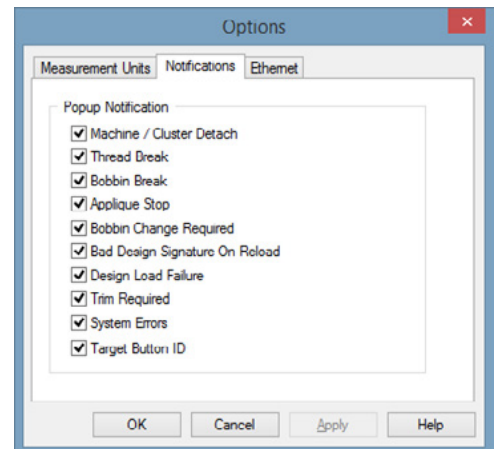 Options
Measurement Units Notifications Ethernet
Popup Notification
Machine / Cluster Detach
Thread Break
Bobbin Break
Applique Stop
Bobbin Change Required
Bad Design Signature On Reload
Design Load Failure
Trim Required
System Errors
Target Button ID
OK Cancel Apply Help